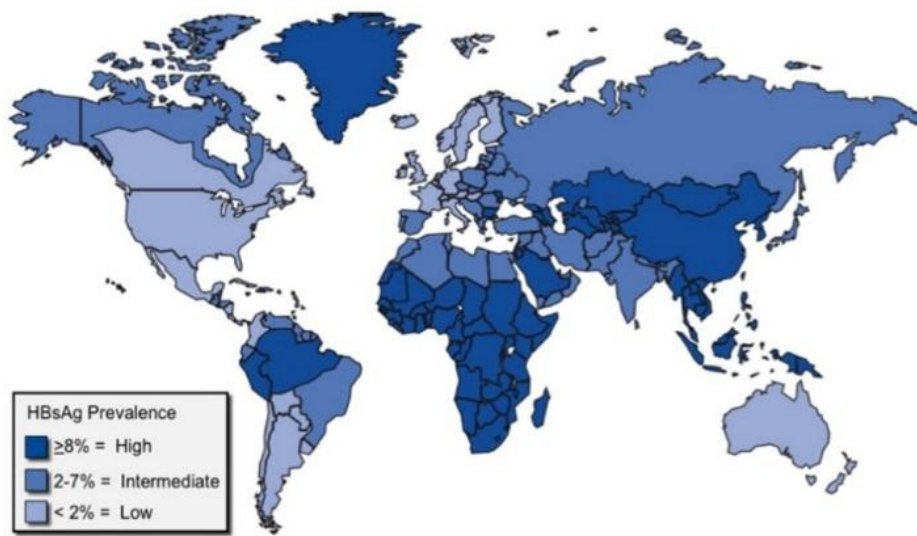 HBsAg Prevalence
≥8% = High
2-7% = Intermediate
< 2% = Low